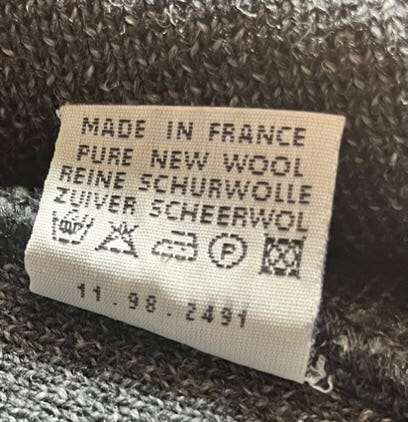 MADE IN FRANCE
PURE NEW WOOL
REINE SCHURWOLLE
ZUIVER SCHEERWOL
P
11.98.2491